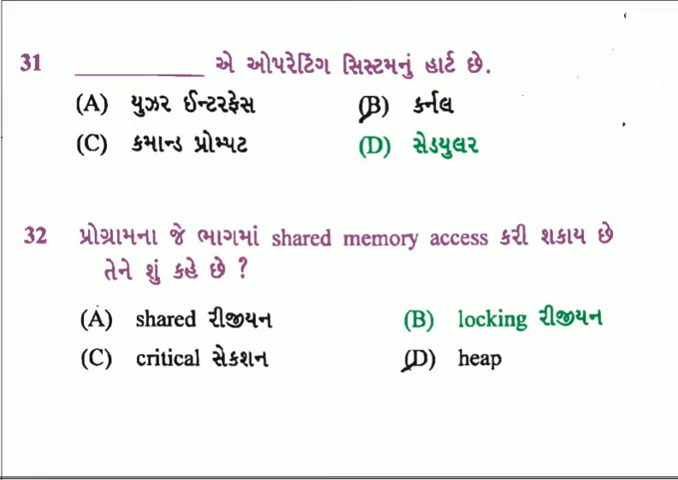 31 __________ એ ઓપરેટિંગ સિસ્ટમનું હાર્ટ છે.
(A) યુઝર ઈન્ટરફેસ (B) કર્નલ
(C) કમાન્ડ પ્રોમ્પટ (D) સેડયુલર
32 પ્રોગ્રામના જે ભાગમાં shared memory access કરી શકાય છે
તેને શું કહે છે ?
(A) shared રીજીયન (B) locking રીજીયન
(C) critical સેકશન (D) heap